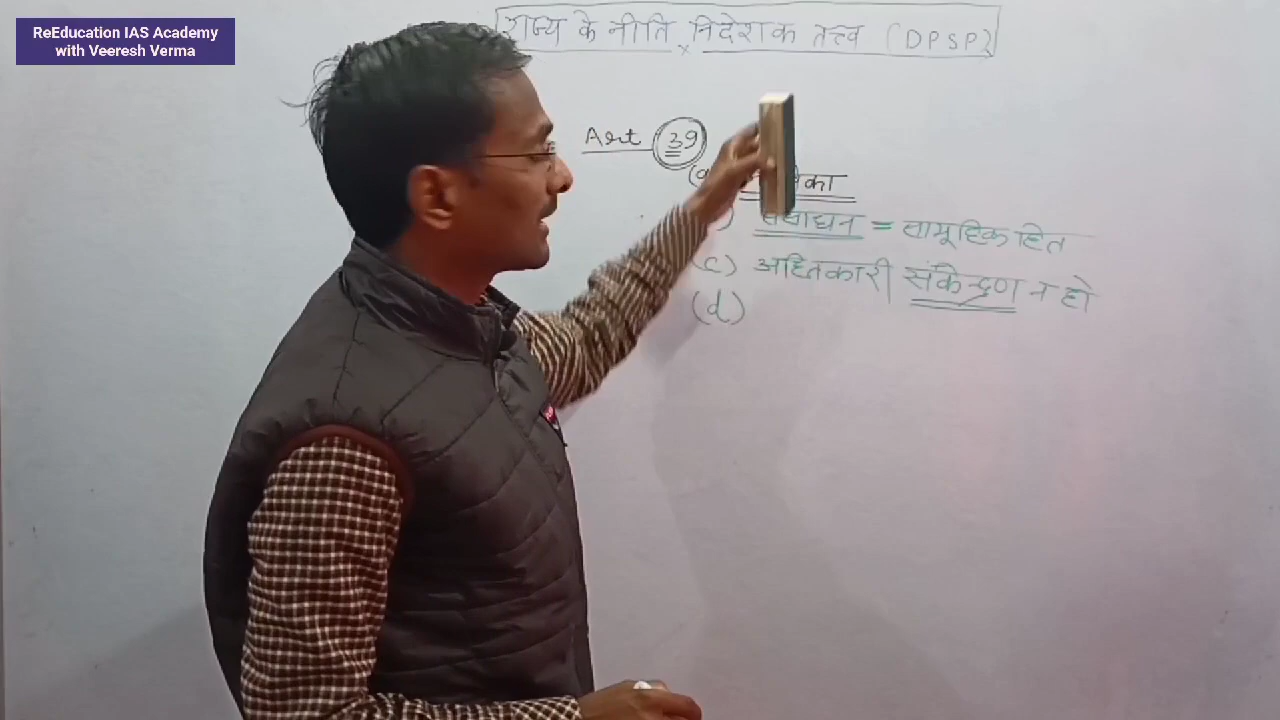 ReEducation IAS Academy
with Veeresh Verma
राज्य के नीति निदेशक तत्त्व (DPSP)
Art 39
संसाधन = सामूहिक हित
(c) अहितकारी संकेन्द्रण न हो
(d)